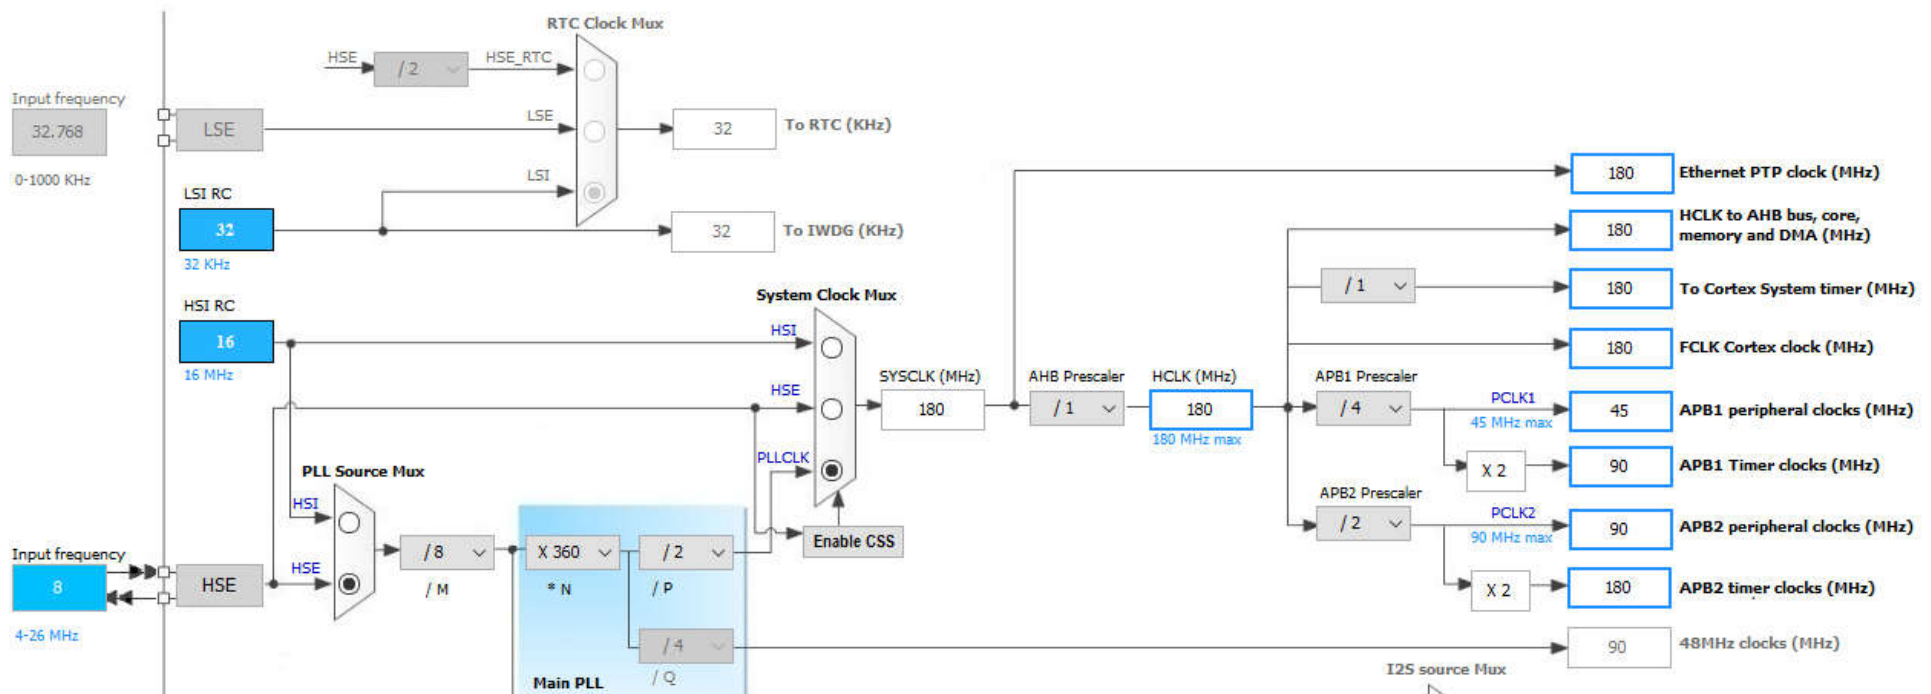 RTC Clock Mux
HSE
/ 2
HSE_RTC
Input frequency
32.768
0-1000 KHz
LSE
LSE
32
To RTC (KHz)
LSI
LSI RC
32
32 KHz
32
To IWDG (KHz)
180
Ethernet PTP clock (MHz)
180
HCLK to AHB bus, core,
memory and DMA (MHz)
/ 1
180
To Cortex System timer (MHz)
HSI RC
16
16 MHz
System Clock Mux
HSI
HSE
PLLCLK
SYSCLK (MHz)
180
AHB Prescaler
/ 1
HCLK (MHz)
180
180 MHz max
180
FCLK Cortex clock (MHz)
APB1 Prescaler
/ 4
PCLK1
45 MHz max
45
APB1 peripheral clocks (MHz)
X 2
90
APB1 Timer clocks (MHz)
APB2 Prescaler
/ 2
PCLK2
90 MHz max
90
APB2 peripheral clocks (MHz)
X 2
180
APB2 timer clocks (MHz)
PLL Source Mux
HSI
HSE
Input frequency
8
4-26 MHz
HSE
/ 8
/ M
X 360
* N
/ 2
/ P
Enable CSS
/ 4
/ Q
Main PLL
90
48MHz clocks (MHz)
I2S source Mux